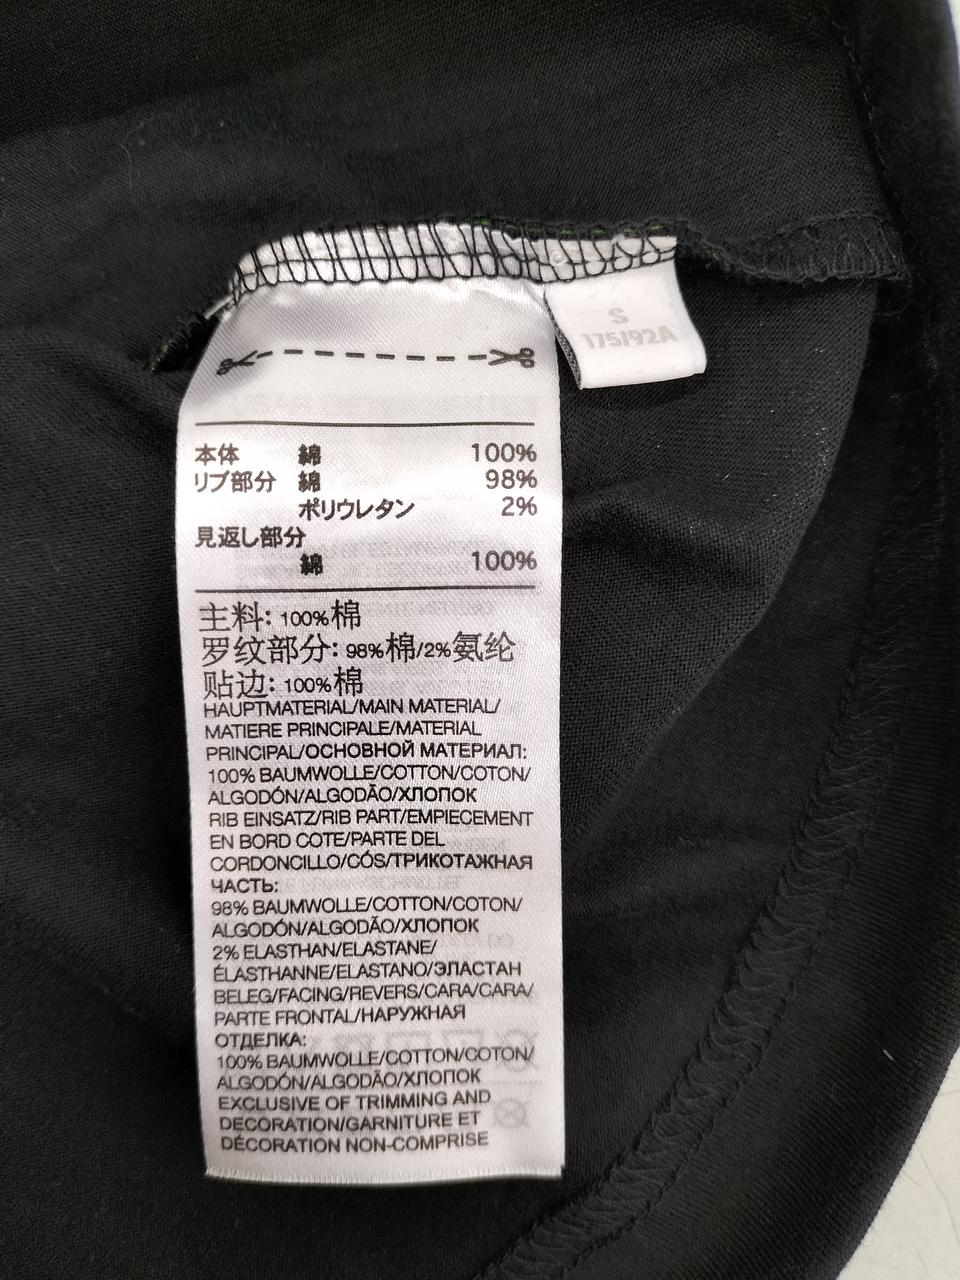 S
175/92A
本体 綿 100%
リブ部分 綿 98%
ポリウレタン 2%
見返し部分
綿 100%
主料: 100%棉
罗纹部分: 98%棉/2%氨纶
贴边: 100%棉
HAUPTMATERIAL/MAIN MATERIAL/
MATIERE PRINCIPALE/MATERIAL
PRINCIPAL/ОСНОВНОЙ МАТЕРИАЛ:
100% BAUMWOLLE/COTTON/COTON/
ALGODÓN/ALGODÃO/ХЛОПОК
RIB EINSATZ/RIB PART/EMPIECEMENT
EN BORD COTE/PARTE DEL
CORDONCILLO/CÓS/ТРИКОТАЖНАЯ
ЧАСТЬ:
98% BAUMWOLLE/COTTON/COTON/
ALGODÓN/ALGODÃO/ХЛОПОК
2% ELASTHAN/ELASTANE/
ÉLASTHANNE/ELASTANO/ЭЛАСТАН
BELEG/FACING/REVERS/CARA/CARA/
PARTE FRONTAL/НАРУЖНАЯ
ОТДЕЛКА:
100% BAUMWOLLE/COTTON/COTON/
ALGODÓN/ALGODÃO/ХЛОПОК
EXCLUSIVE OF TRIMMING AND
DECORATION/GARNITURE ET
DÉCORATION NON-COMPRISE